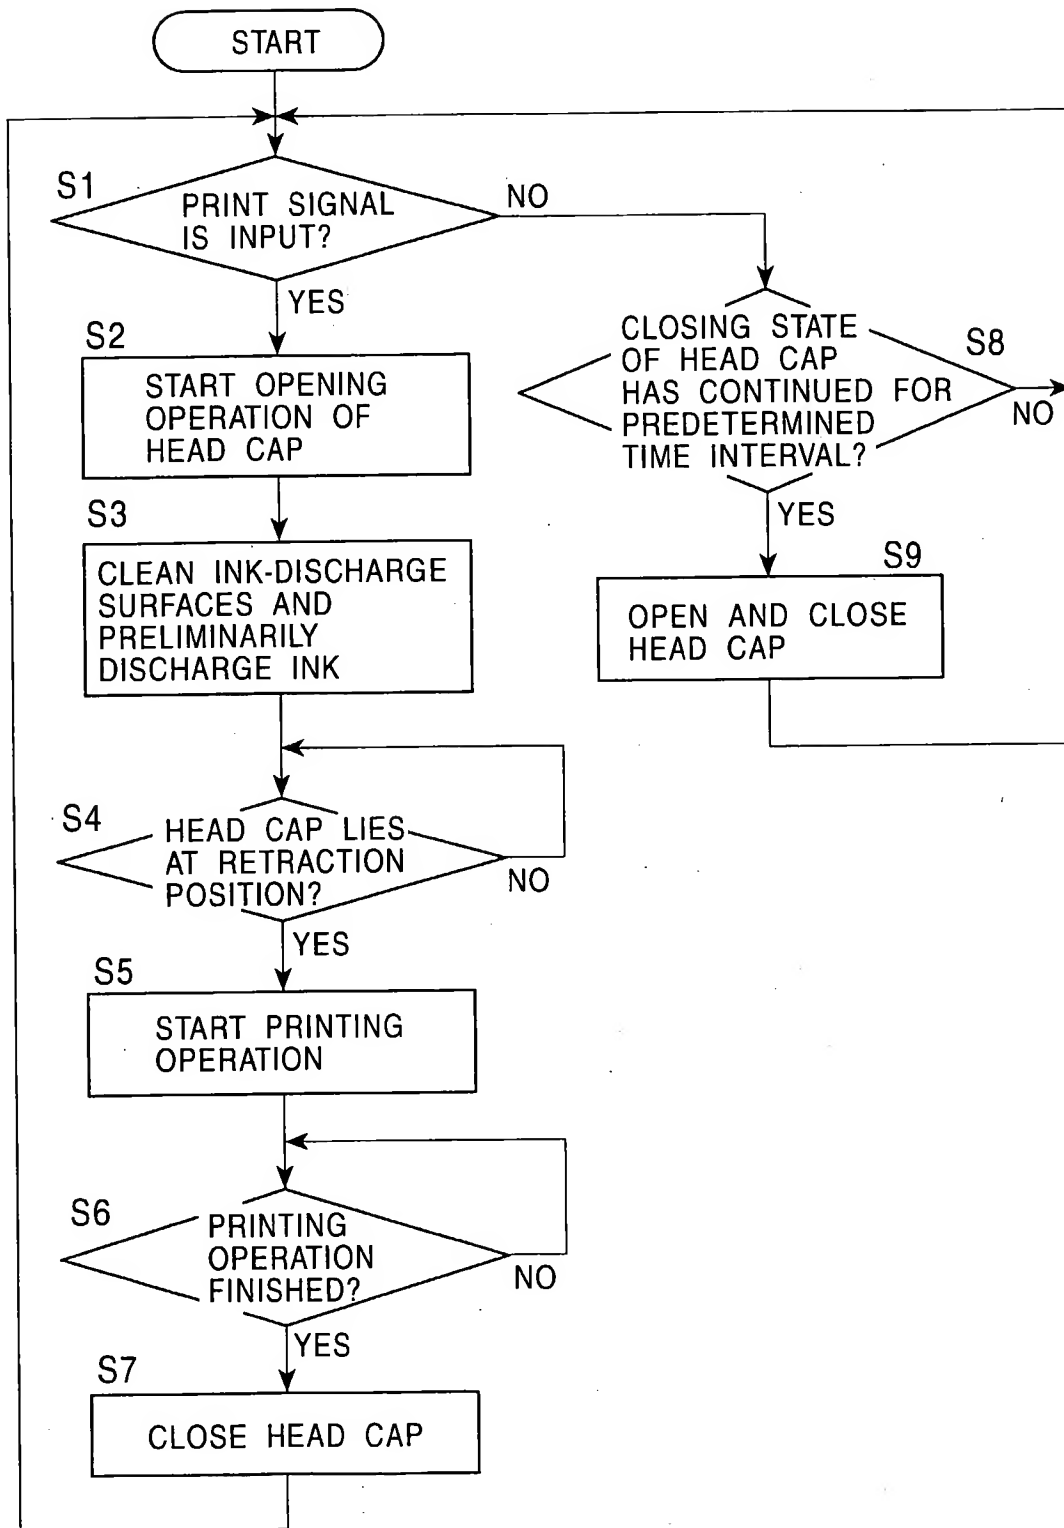 START
S1
PRINT SIGNAL
IS INPUT?
NO
YES
S2
START OPENING
OPERATION OF
HEAD CAP
S3
CLEAN INK-DISCHARGE
SURFACES AND
PRELIMINARILY
DISCHARGE INK
S4
HEAD CAP LIES
AT RETRACTION
POSITION?
NO
YES
S5
START PRINTING
OPERATION
S6
PRINTING
OPERATION
FINISHED?
NO
YES
S7
CLOSE HEAD CAP
S8
CLOSING STATE
OF HEAD CAP
HAS CONTINUED FOR
PREDETERMINED
TIME INTERVAL?
NO
YES
S9
OPEN AND CLOSE
HEAD CAP